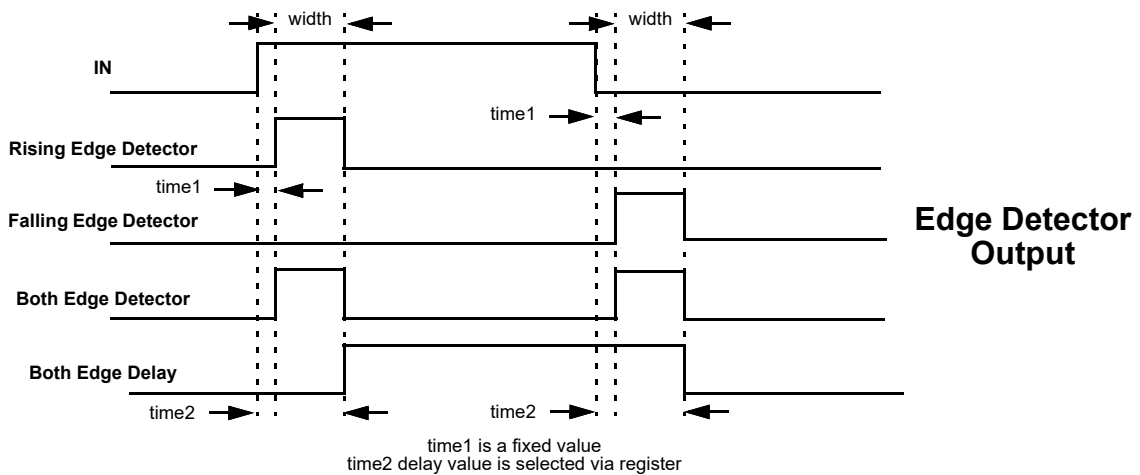 width
width
IN
time1
Rising Edge Detector
time1
Falling Edge Detector
Edge Detector
Output
Both Edge Detector
Both Edge Delay
time2
time2
time1 is a fixed value
time2 delay value is selected via register